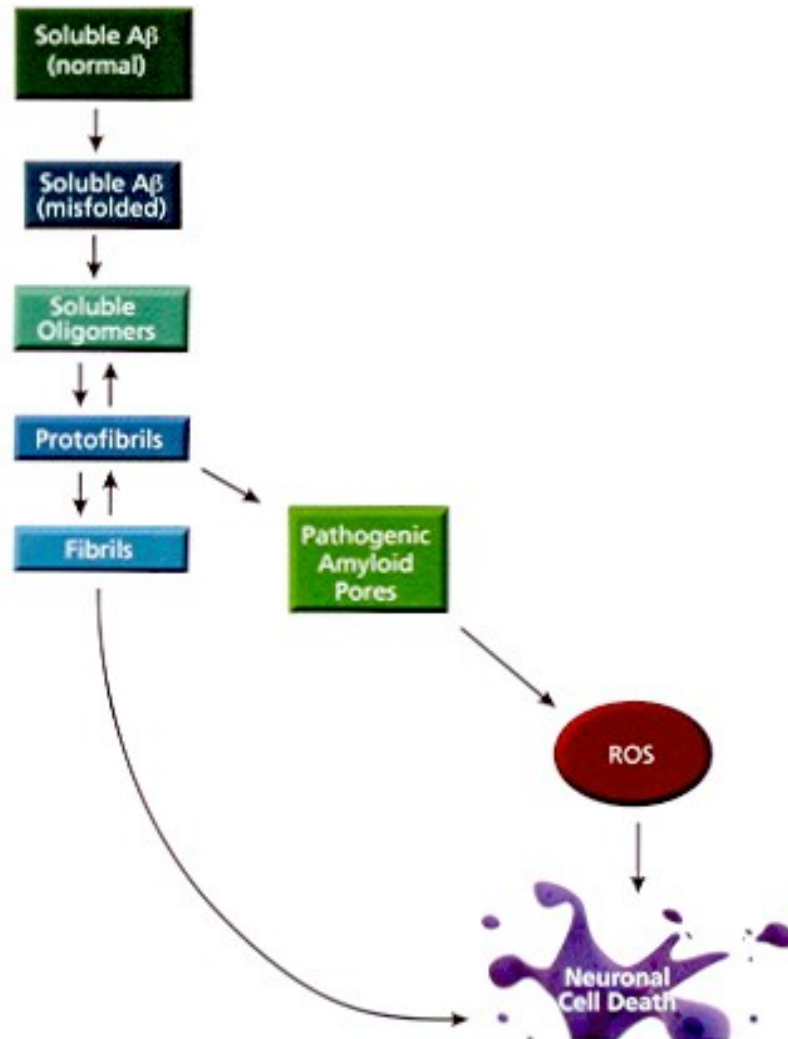 Soluble Aβ
(normal)
Soluble Aβ
(misfolded)
Soluble
Oligomers
Protofibrils
Fibrils
Pathogenic
Amyloid
Pores
ROS
Neuronal
Cell Death